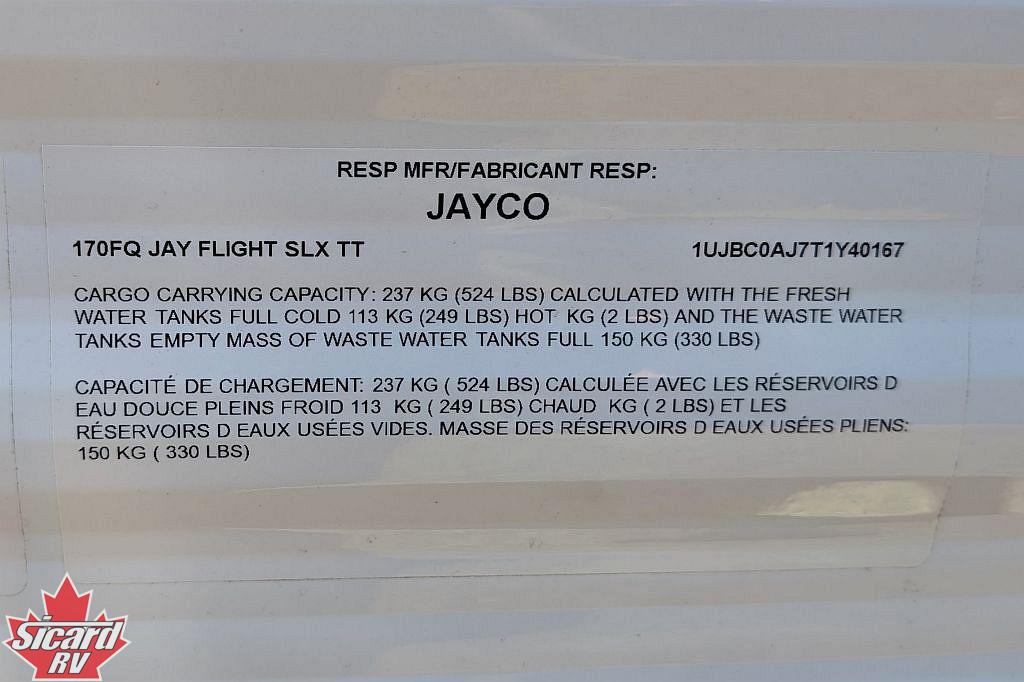 RESP MFR/FABRICANT RESP:
JAYCO
170FQ JAY FLIGHT SLX TT 1UJBC0AJ7T1Y40167
CARGO CARRYING CAPACITY: 237 KG (524 LBS) CALCULATED WITH THE FRESH
WATER TANKS FULL COLD 113 KG (249 LBS) HOT KG (2 LBS) AND THE WASTE WATER
TANKS EMPTY MASS OF WASTE WATER TANKS FULL 150 KG (330 LBS)
CAPACITÉ DE CHARGEMENT: 237 KG ( 524 LBS) CALCULÉE AVEC LES RÉSERVOIRS D
EAU DOUCE PLEINS FROID 113 KG ( 249 LBS) CHAUD KG ( 2 LBS) ET LES
RÉSERVOIRS D EAUX USÉES VIDES. MASSE DES RÉSERVOIRS D EAUX USÉES PLIENS:
150 KG ( 330 LBS)
Sicard
RV